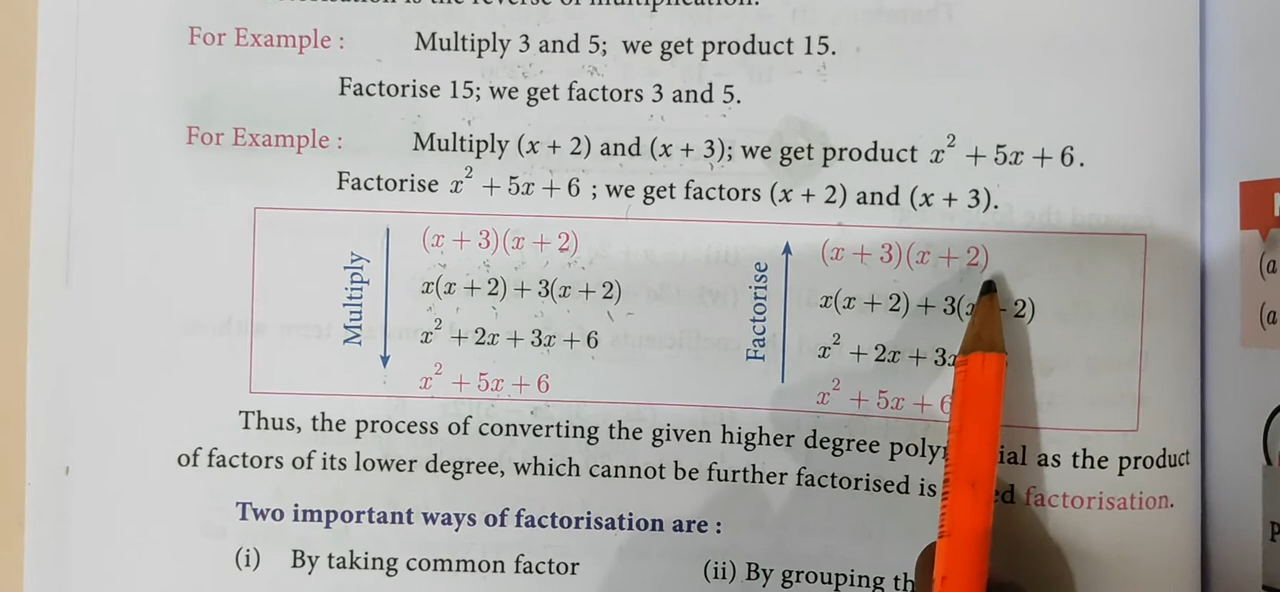 of multiplication.
For Example : Multiply 3 and 5; we get product 15.
Factorise 15; we get factors 3 and 5.
For Example : Multiply (x + 2) and (x + 3); we get product x² + 5x + 6.
Factorise x² + 5x + 6 ; we get factors (x + 2) and (x + 3).
Multiply
(x + 3)(x + 2)
x(x + 2) + 3(x + 2)
x² + 2x + 3x + 6
x² + 5x + 6
Factorise
(x + 3)(x + 2)
x(x + 2) + 3(x 2)
x² + 2x + 3x
x² + 5x + 6
Thus, the process of converting the given higher degree as the product
of factors of its lower degree, which cannot be further factorised is factorisation.
Two important ways of factorisation are :
(i) By taking common factor (ii) By grouping
(a
(a